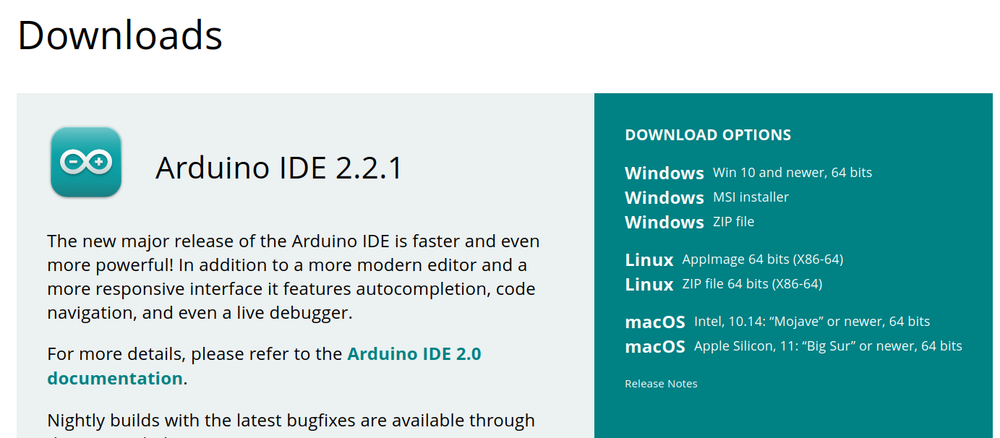 Downloads
Arduino IDE 2.2.1
The new major release of the Arduino IDE is faster and even
more powerful! In addition to a more modern editor and a
more responsive interface it features autocompletion, code
navigation, and even a live debugger.
For more details, please refer to the Arduino IDE 2.0
documentation.
Nightly builds with the latest bugfixes are available through
DOWNLOAD OPTIONS
Windows Win 10 and newer, 64 bits
Windows MSI installer
Windows ZIP file
Linux AppImage 64 bits (X86-64)
Linux ZIP file 64 bits (X86-64)
macOS Intel, 10.14: “Mojave” or newer, 64 bits
macOS Apple Silicon, 11: “Big Sur” or newer, 64 bits
Release Notes